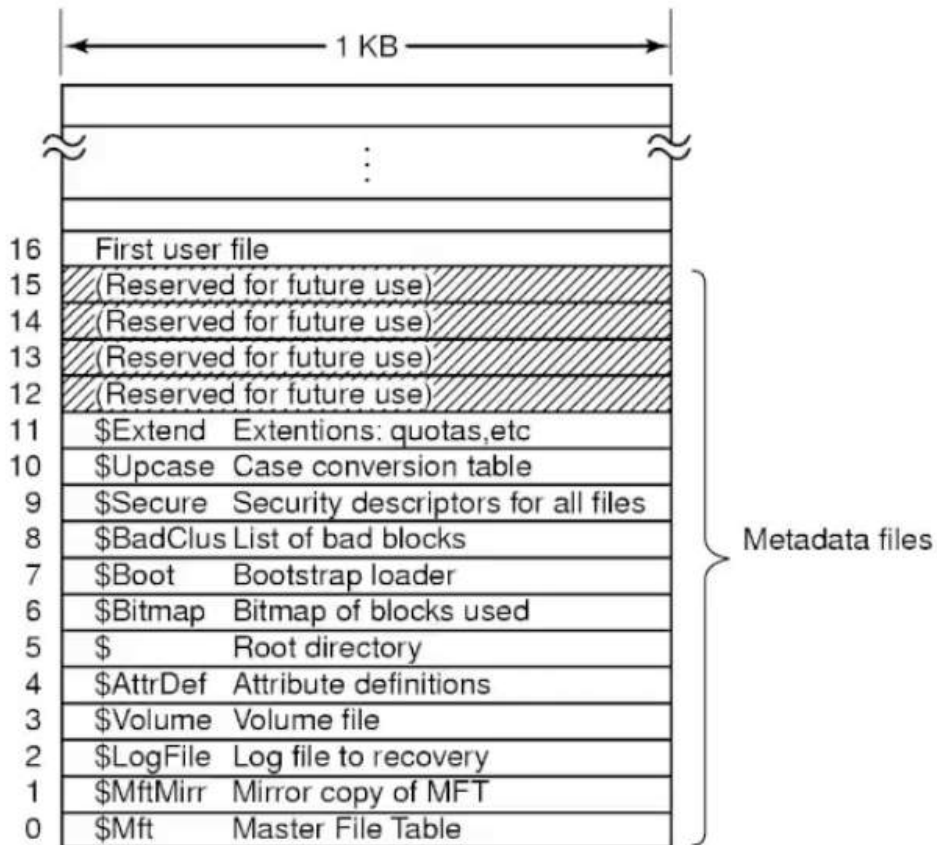 1 KB
⋮
16 First user file
15 (Reserved for future use)
14 (Reserved for future use)
13 (Reserved for future use)
12 (Reserved for future use)
11 $Extend Extentions: quotas,etc
10 $Upcase Case conversion table
9 $Secure Security descriptors for all files
8 $BadClus List of bad blocks
7 $Boot Bootstrap loader
6 $Bitmap Bitmap of blocks used
5 $ Root directory
4 $AttrDef Attribute definitions
3 $Volume Volume file
2 $LogFile Log file to recovery
1 $MftMirr Mirror copy of MFT
0 $Mft Master File Table
Metadata files